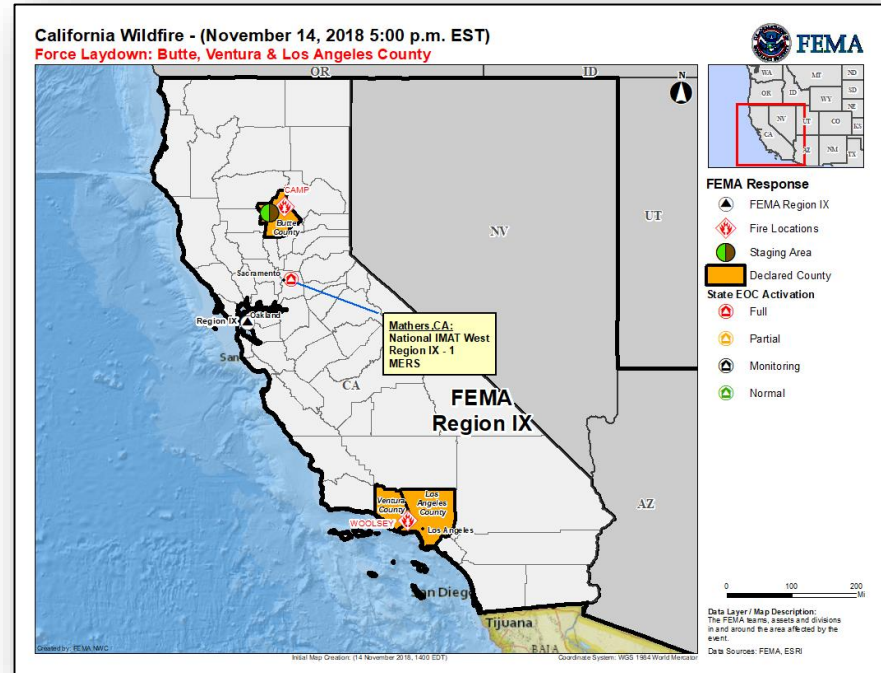 California Wildfire - (November 14, 2018 5:00 p.m. EST)
Force Laydown: Butte, Ventura & Los Angeles County
FEMA
OR
ID
N
WA
MT
ND
OR
ID
SD
WY
NE
NV
UT
CO
KS
CA
AZ
NM
TX
CAMP
Butte
County
NV
UT
Sacramento
Region IX
Oakland
San
Mathers,CA:
National IMAT West
Region IX - 1
MERS
CA
FEMA
Region IX
Ventura
County
Los
Angeles
County
WOOLSEY
Los Angeles
AZ
San Diego
Tijuana
BAJA
FEMA Response
FEMA Region IX
Fire Locations
Staging Area
Declared County
State EOC Activation
Full
Partial
Monitoring
Normal
0 100 200
Mi
Data Layer / Map Description:
The FEMA teams, assets and divisions
in and around the area affected by the
event.
Data Sources: FEMA, ESRI
Created by: FEMA NWC
Initial Map Creation: (14 November 2018, 1400 EDT)
Coordinate System: WGS 1984 World Mercator